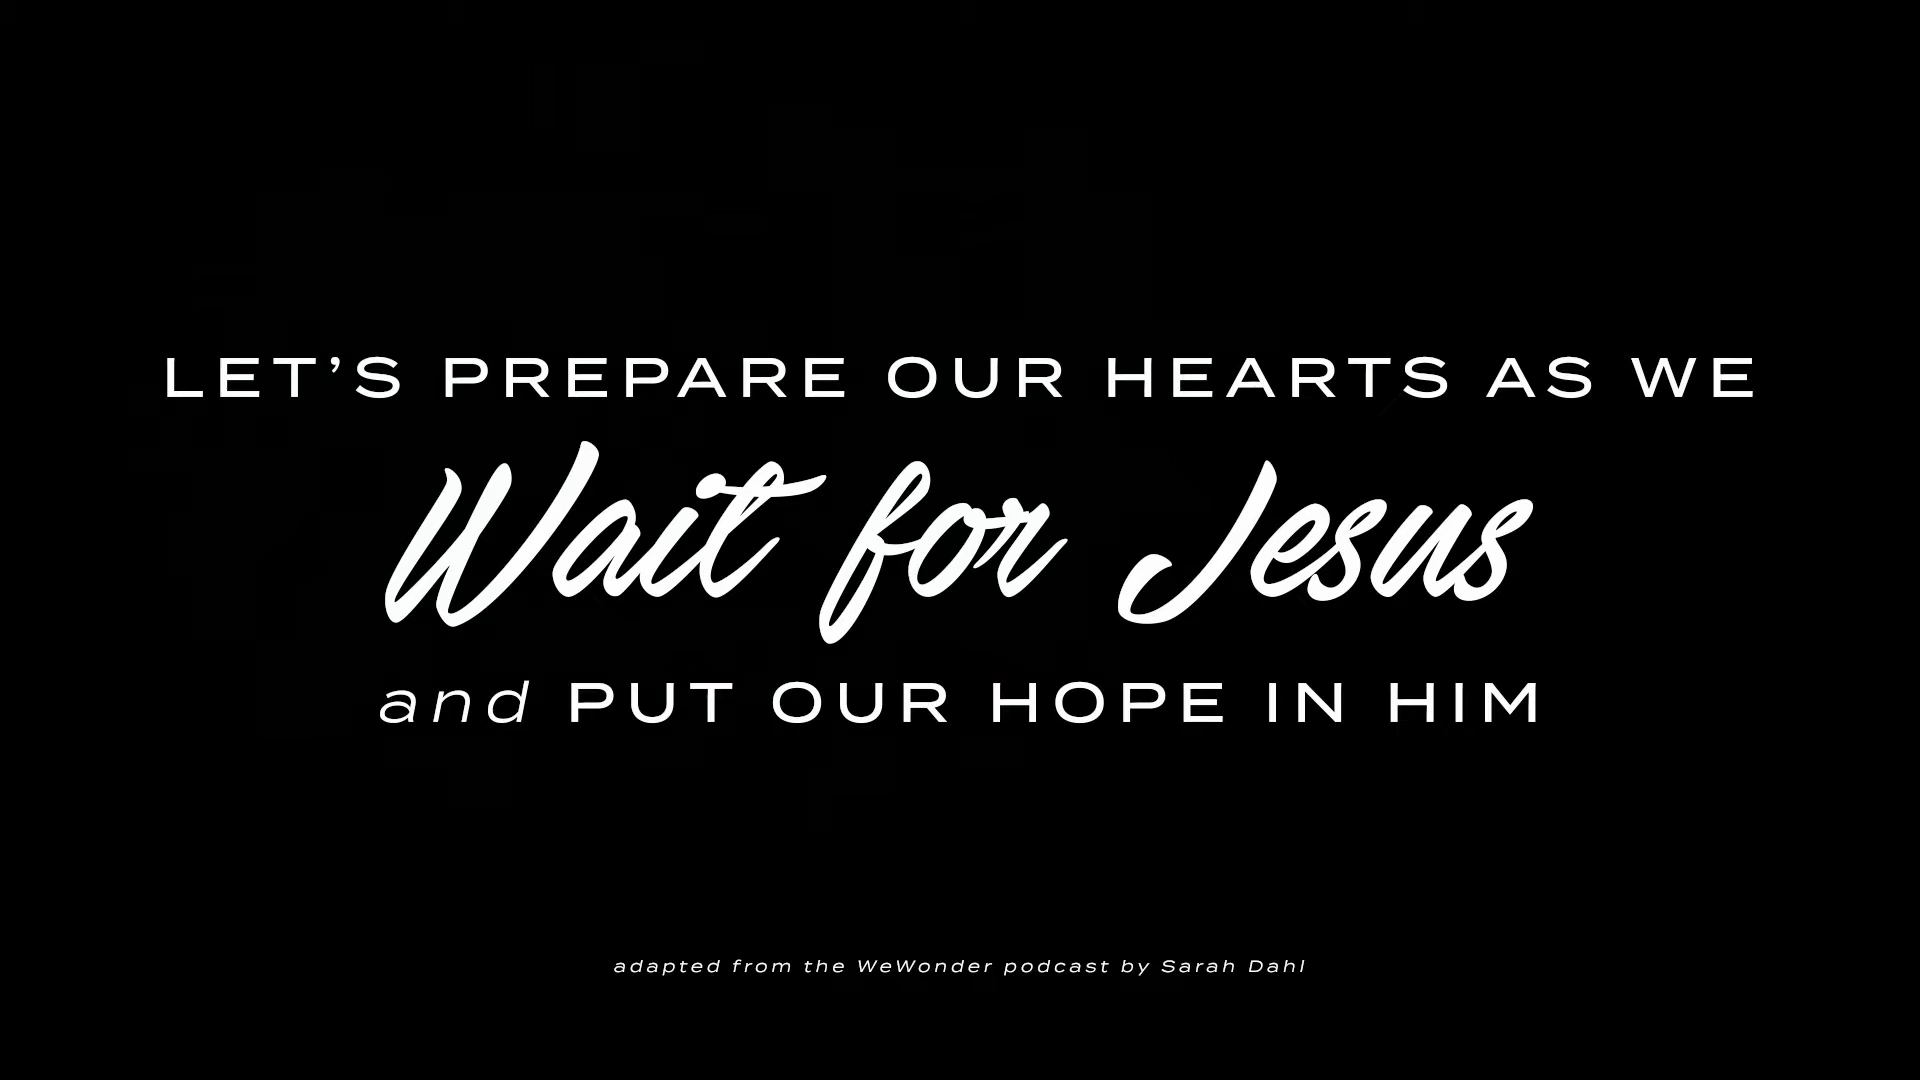 LET’S PREPARE OUR HEARTS AS WE
Wait for Jesus
and PUT OUR HOPE IN HIM
adapted from the WeWonder podcast by Sarah Dahl